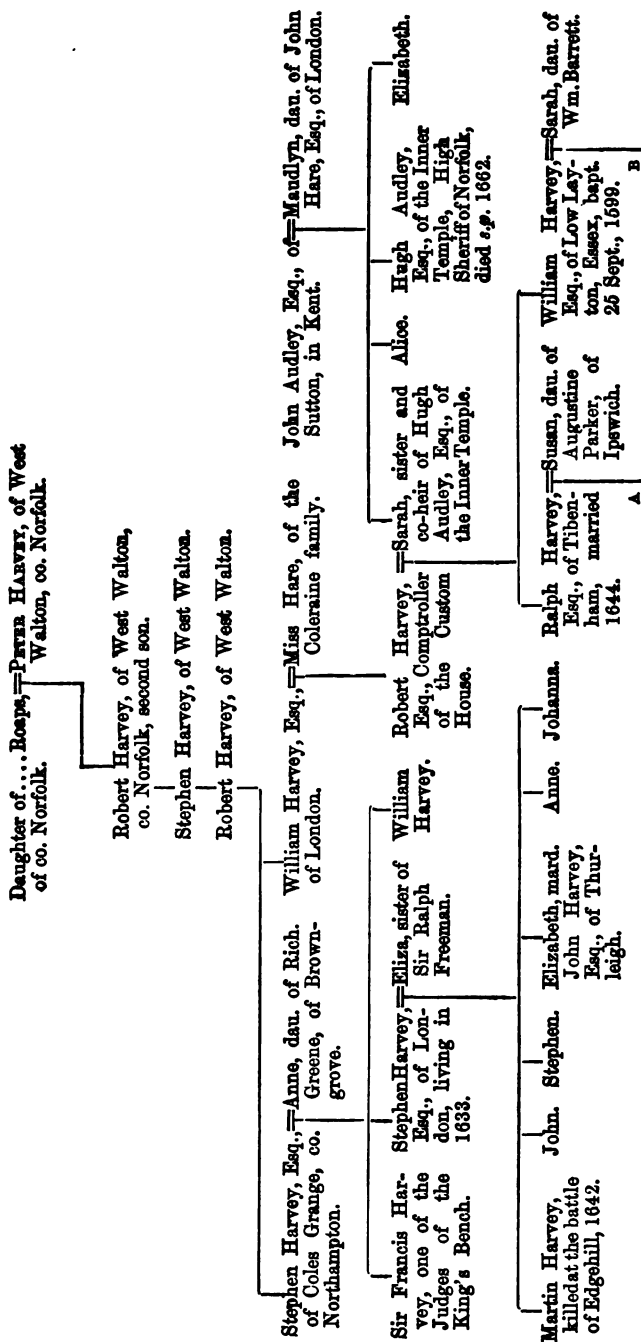 Daughter of....Roaps,=PETER HARVEY, of West
of co. Norfolk.
Walton, co. Norfolk.
Robert Harvey, of West Walton,
co. Norfolk, second son.
Stephen Harvey, of West Walton.
Robert Harvey, of West Walton.
Stephen Harvey, Esq.,=Anne, dau. of Rich.
of Coles Grange, co.
Northampton.
Greene, of Brown-
grove.
William Harvey, Esq.,=Miss Hare, of the
of London.
Coleraine family.
John Audley, Esq., of=Maudlyn, dau. of John
Sutton, in Kent.
Hare, Esq., of London.
Sir Francis Har-
vey, one of the
Judges of the
King's Bench.
Stephen Harvey,=Eliza, sister of
Esq., of Lon-
don, living in
1633.
Sir Ralph
Freeman.
William
Harvey.
Robert Harvey,=Sarah, sister and
Esq., Comptroller
of the Custom
House.
co-heir of Hugh
Audley, Esq., of
the Inner Temple.
Alice.
Hugh Audley,
Esq., of the Inner
Temple, High
Sheriff of Norfolk,
died s.p. 1662.
Elizabeth.
Martin Harvey,
killed at the battle
of Edgehill, 1642.
John.
Stephen.
Elizabeth, mard.
John Harvey,
Esq., of Thur-
leigh.
Anne.
Johanna.
Ralph Harvey,=Susan, dau. of
Esq., of Tiben-
ham, married
1644.
Augustine
Parker, of
Ipswich.
A
William Harvey,=Sarah, dau. of
Esq., of Low Lay-
ton, Essex, bapt.
25 Sept., 1599.
Wm. Barrett.
B